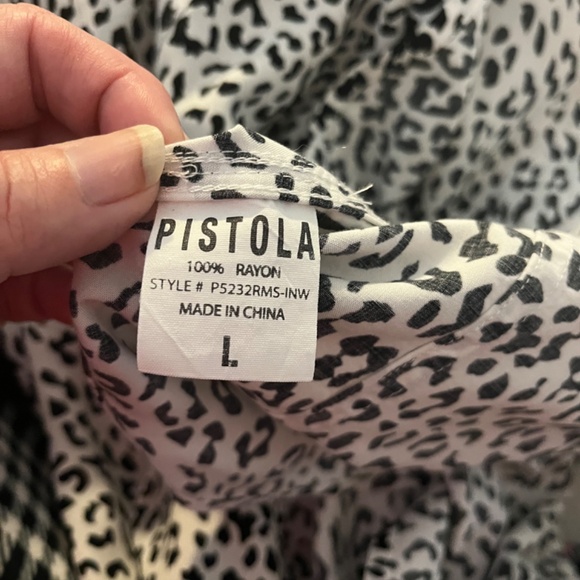 PISTOLA
100% RAYON
STYLE # P5232RMS-INW
MADE IN CHINA
L